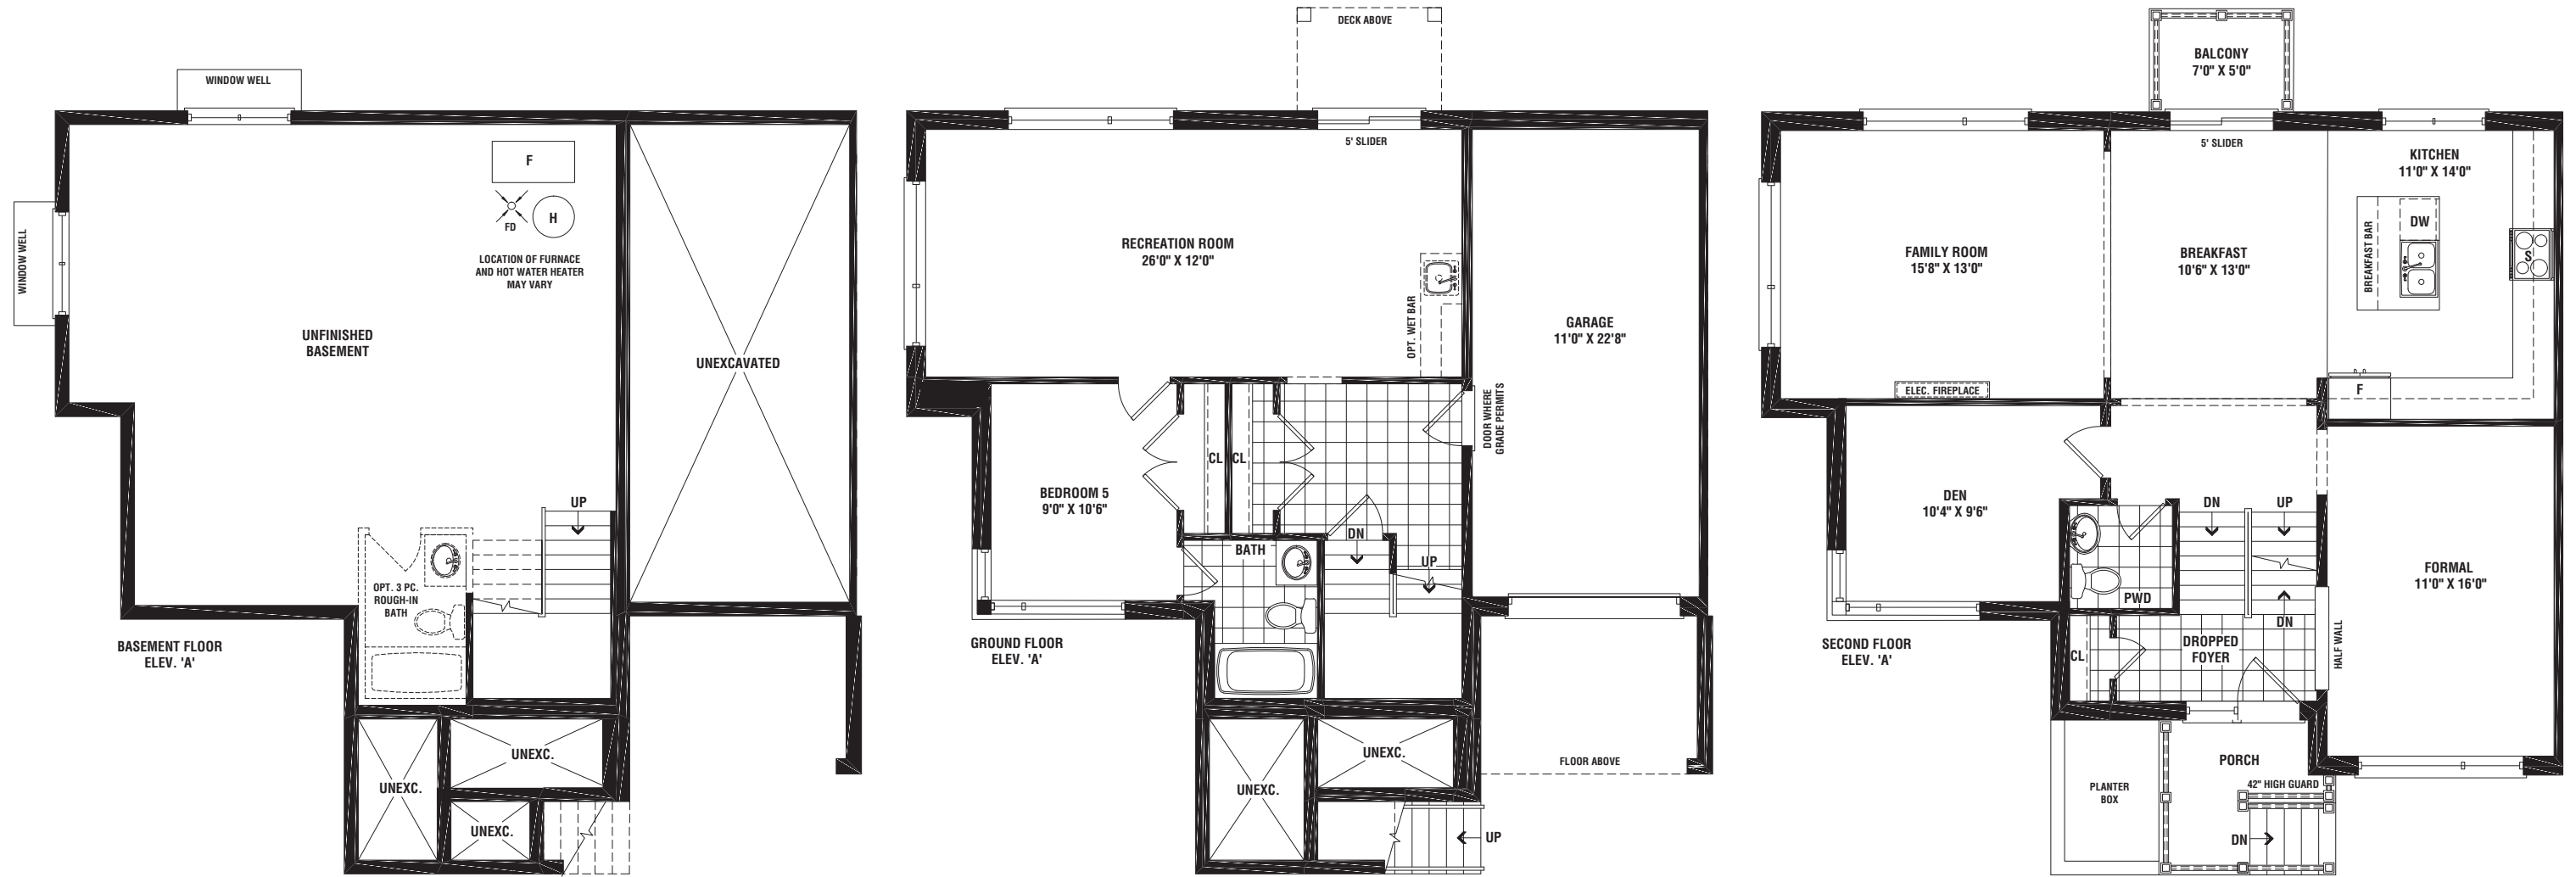 WINDOW WELL
WINDOW WELL
F
H
FD
LOCATION OF FURNACE
AND HOT WATER HEATER
MAY VARY
UNFINISHED
BASEMENT
UNEXCAVATED
UP
OPT. 3 PC.
ROUGH-IN
BATH
BASEMENT FLOOR
ELEV. 'A'
UNEXC.
UNEXC.
UNEXC.
DECK ABOVE
5' SLIDER
RECREATION ROOM
26'0" X 12'0"
OPT. WET BAR
GARAGE
11'0" X 22'8"
DOOR WHERE
GRADE PERMITS
CL
CL
BEDROOM 5
9'0" X 10'6"
BATH
DN
UP
GROUND FLOOR
ELEV. 'A'
UNEXC.
UNEXC.
FLOOR ABOVE
UP
BALCONY
7'0" X 5'0"
5' SLIDER
KITCHEN
11'0" X 14'0"
DW
BREAKFAST BAR
S
FAMILY ROOM
15'8" X 13'0"
BREAKFAST
10'6" X 13'0"
ELEC. FIREPLACE
F
DEN
10'4" X 9'6"
DN
UP
FORMAL
11'0" X 16'0"
PWD
DN
DROPPED
FOYER
HALF WALL
CL
SECOND FLOOR
ELEV. 'A'
PORCH
42" HIGH GUARD
PLANTER
BOX
DN